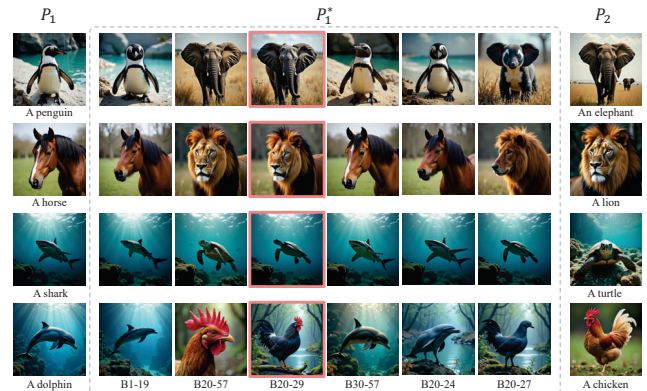 P₁ P₁* P₂
A penguin An elephant
A horse A lion
A shark A turtle
A dolphin B1-19 B20-57 B20-29 B30-57 B20-24 B20-27 A chicken